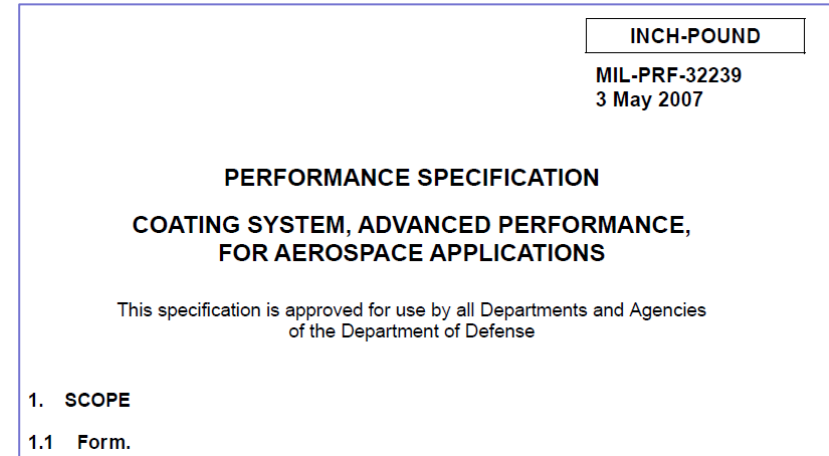 INCH-POUND
MIL-PRF-32239
3 May 2007
PERFORMANCE SPECIFICATION
COATING SYSTEM, ADVANCED PERFORMANCE,
FOR AEROSPACE APPLICATIONS
This specification is approved for use by all Departments and Agencies
of the Department of Defense
1. SCOPE
1.1 Form.